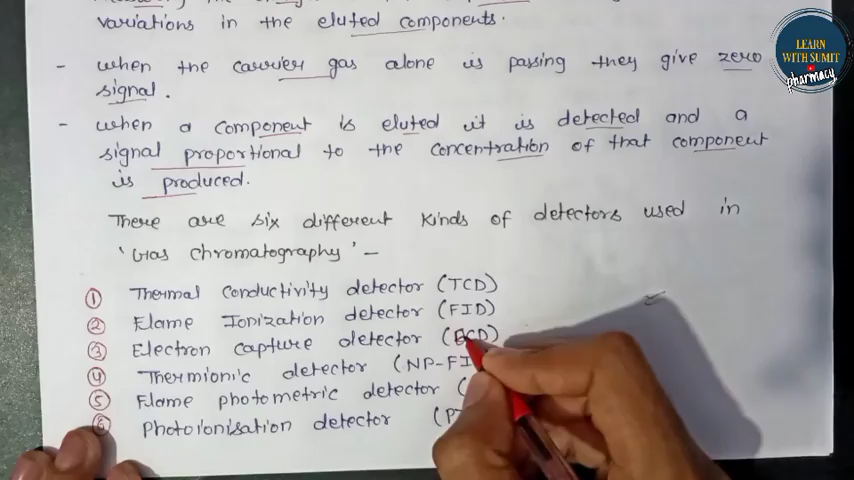 variations in the eluted components.
- when the carrier gas alone is passing they give zero
signal.
- when a component is eluted it is detected and a
signal proportional to the concentration of that component
is produced.
There are six different kinds of detectors used in
'Gas chromatography' -
① Thermal conductivity detector (TCD)
② Flame Ionization detector (FID)
③ Electron capture detector (ECD)
④ Thermionic detector (NP-FI
⑤ Flame photometric detector (
⑥ Photoionisation detector (P
LEARN
WITH SUMIT
pharmacy